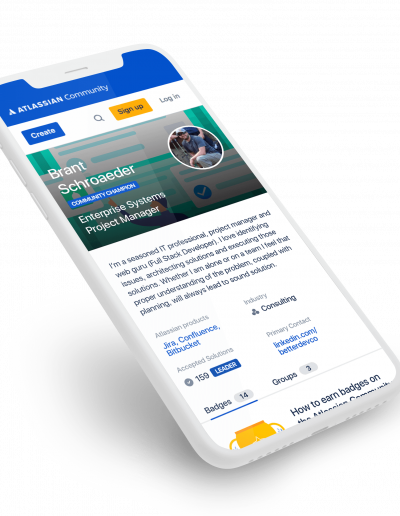 ATLASSIAN Community
Create
Sign up
Log in
Brant
Schroaeder
COMMUNITY CHAMPION
Enterprise Systems
Project Manager
I'm a seasoned IT professional, project manager and
web guru (Full Stack Developer). I love identifying
issues, architecting solutions and executing those
solutions. Whether I am alone or on a team I feel that
proper understanding of the problem, coupled with
planning, will always lead to sound solution.
Atlassian products
Jira, Confluence,
Bitbucket
Industry
Consulting
Accepted Solutions
159 LEADER
Primary Contact
linkedin.com/
betterdevco
Badges 14
Groups 3
How to earn badges on
the Atlassian Community